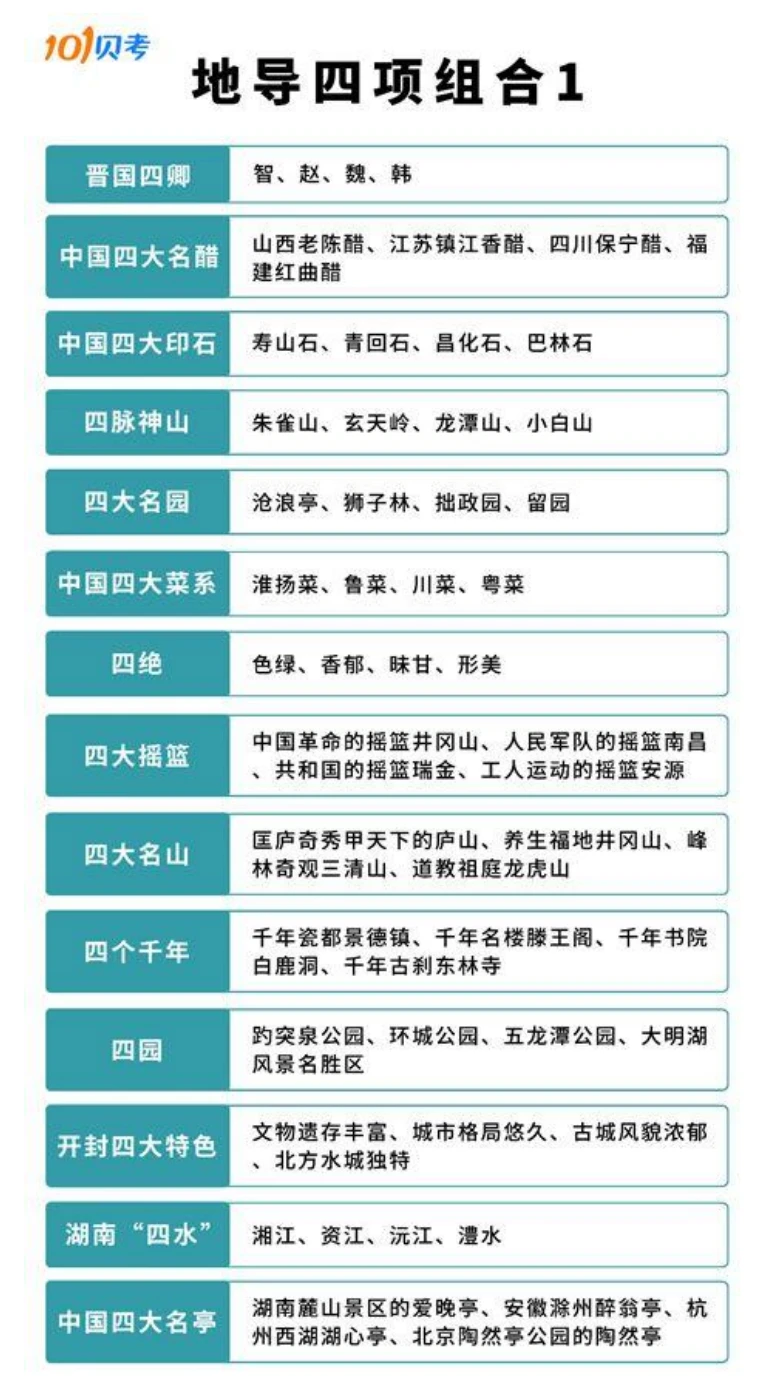 101贝考
地导四项组合1
晋国四卿
智、赵、魏、韩
中国四大名醋
山西老陈醋、江苏镇江香醋、四川保宁醋、福
建红曲醋
中国四大印石
寿山石、青回石、昌化石、巴林石
四脉神山
朱雀山、玄天岭、龙潭山、小白山
四大名园
沧浪亭、狮子林、拙政园、留园
中国四大菜系
淮扬菜、鲁菜、川菜、粤菜
四绝
色绿、香郁、味甘、形美
四大摇篮
中国革命的摇篮井冈山、人民军队的摇篮南昌
、共和国的摇篮瑞金、工人运动的摇篮安源
四大名山
匡庐奇秀甲天下的庐山、养生福地井冈山、峰
林奇观三清山、道教祖庭龙虎山
四个千年
千年瓷都景德镇、千年名楼滕王阁、千年书院
白鹿洞、千年古刹东林寺
四园
趵突泉公园、环城公园、五龙潭公园、大明湖
风景名胜区
开封四大特色
文物遗存丰富、城市格局悠久、古城风貌浓郁
、北方水城独特
湖南“四水”
湘江、资江、沅江、澧水
中国四大名亭
湖南麓山景区的爱晚亭、安徽滁州醉翁亭、杭
州西湖湖心亭、北京陶然亭公园的陶然亭